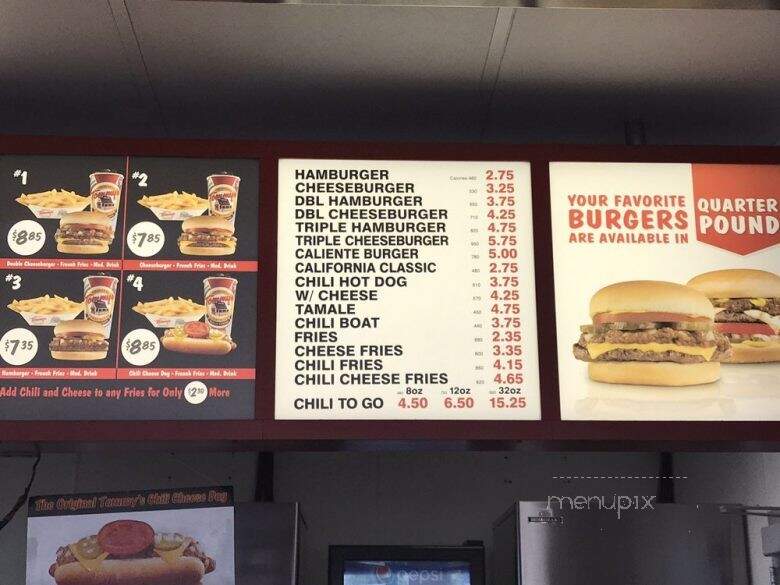 #1
$8.85
Double Cheeseburger - French Fries - Med. Drink
#2
$7.85
Cheeseburger - French Fries - Med. Drink
#3
$7.35
Hamburger - French Fries - Med. Drink
#4
$8.85
Chili Cheese Dog - French Fries - Med. Drink
Add Chili and Cheese to any Fries for Only $2.30 More
HAMBURGER 2.75
CHEESEBURGER 3.25
DBL HAMBURGER 3.75
DBL CHEESEBURGER 4.25
TRIPLE HAMBURGER 4.75
TRIPLE CHEESEBURGER 5.75
CALIENTE BURGER 5.00
CALIFORNIA CLASSIC 2.75
CHILI HOT DOG 3.75
W/ CHEESE 4.25
TAMALE 4.75
CHILI BOAT 3.75
FRIES 2.35
CHEESE FRIES 3.35
CHILI FRIES 4.15
CHILI CHEESE FRIES 4.65
8oz 12oz 32oz
CHILI TO GO 4.50 6.50 15.25
YOUR FAVORITE
BURGERS
ARE AVAILABLE IN
QUARTER
POUND
The Original Tommy's Chili Cheese Dog
pepsi
menupix